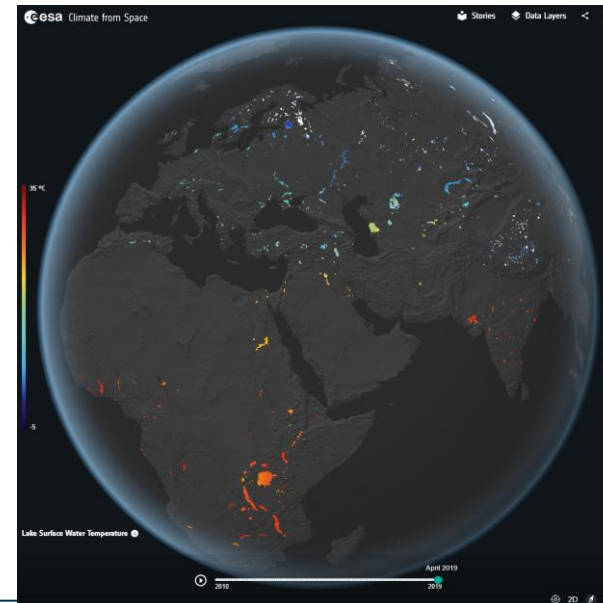 esa Climate from Space
Stories Data Layers
35 °C
-5
Lake Surface Water Temperature
April 2019
2010 2019
2D